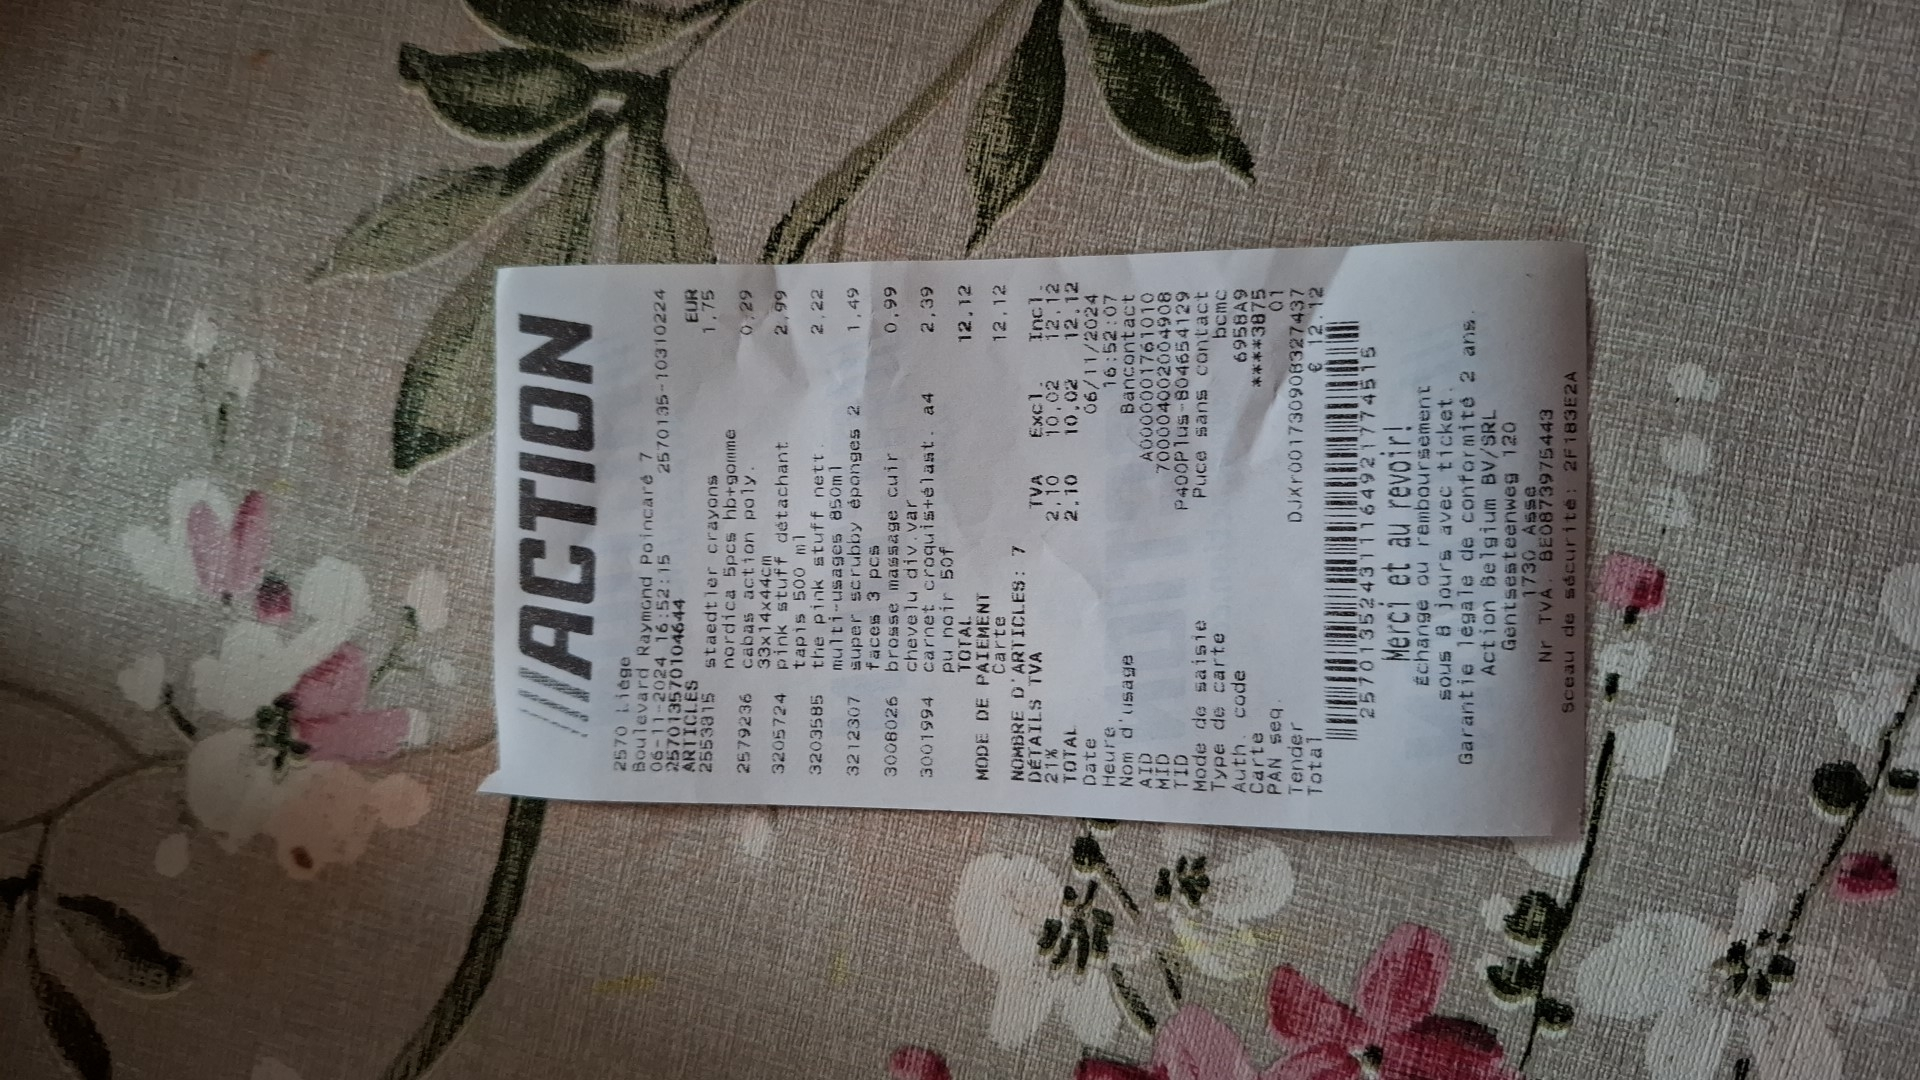 ACTION
2570 Liège
Boulevard Raymond Poincaré 7
06-11-2024 16:52:15 2570135-10310224
2570135701046​44
ARTICLES EUR
2553315 staedtler crayons 1,75
nordica 5pcs hb+gomme
2579236 cabas action poly. 0,29
33x14x44cm
3205724 pink stuff détachant 2,99
tapis 500 ml
3203585 the pink stuff nett. 2,22
multi-usages 850ml
3212307 super scrubby éponges 2 1,49
faces 3 pcs
3008026 brosse massage cuir 0,99
chevelu div.var
3001994 carnet croquis+élast. a4 2,39
pu noir 50f
TOTAL 12,12
MODE DE PAIEMENT
Carte 12,12
NOMBRE D'ARTICLES: 7
DÉTAILS TVA TVA Excl. Incl.
21% 2,10 10,02 12,12
TOTAL 2,10 10,02 12,12
Date 06/11/2024
Heure 16:52:07
Nom d'usage Bancontact
AID A0000001761010
MID 700004002004908
TID P400Plus-804654129
Mode de saisie Puce sans contact
Type de carte bcmc
Auth. code 6958A9
Carte ****3875
PAN seq. 01
Tender DJXr001730908327437
Total € 12.12
2570135243111649217​74515
Merci et au revoir!
Échange ou remboursement
sous 8 jours avec ticket.
Garantie légale de conformité 2 ans.
Action Belgium BV/SRL
Gentsesteenweg 120
1730 Asse
Nr TVA. BE0873975443
Sceau de sécurité: 2F183E2A